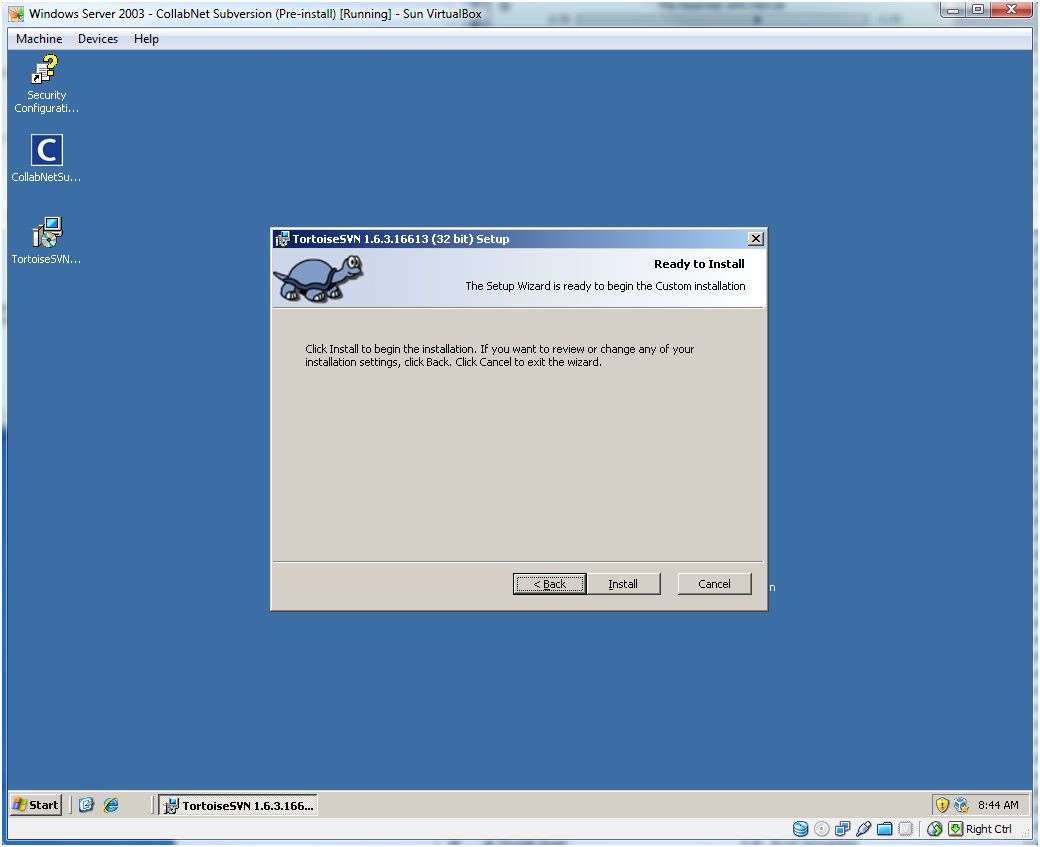 Windows Server 2003 - CollabNet Subversion (Pre-install) [Running] - Sun VirtualBox
Machine Devices Help
Security
Configurati...
C
CollabNetSu...
TortoiseSVN...
TortoiseSVN 1.6.3.16613 (32 bit) Setup
Ready to Install
The Setup Wizard is ready to begin the Custom installation
Click Install to begin the installation. If you want to review or change any of your
installation settings, click Back. Click Cancel to exit the wizard.
< Back Install Cancel
n
Start TortoiseSVN 1.6.3.166... 8:44 AM
Right Ctrl